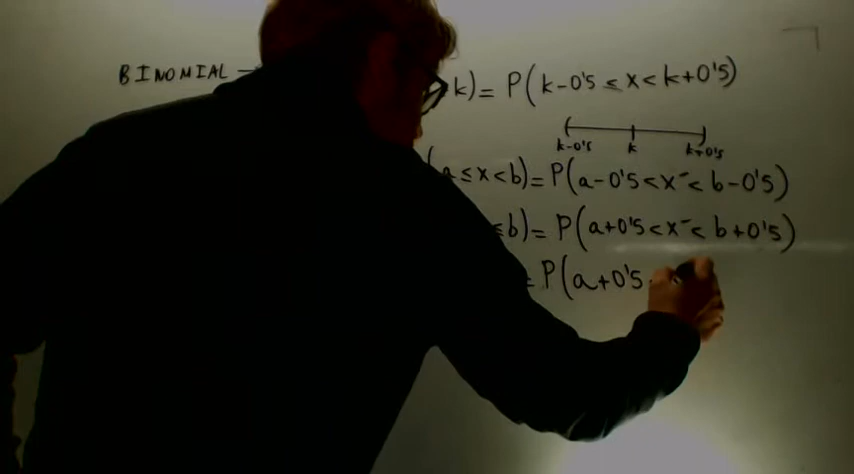 BINOMIAL → k) = P(k-0'5 ≤ x < k+0'5)
k-0'5 k k+0'5
(a ≤ x < b) = P(a-0'5 < x̄ < b-0'5)
≤ b) = P(a+0'5 < x̄ < b+0'5)
= P(a+0'5